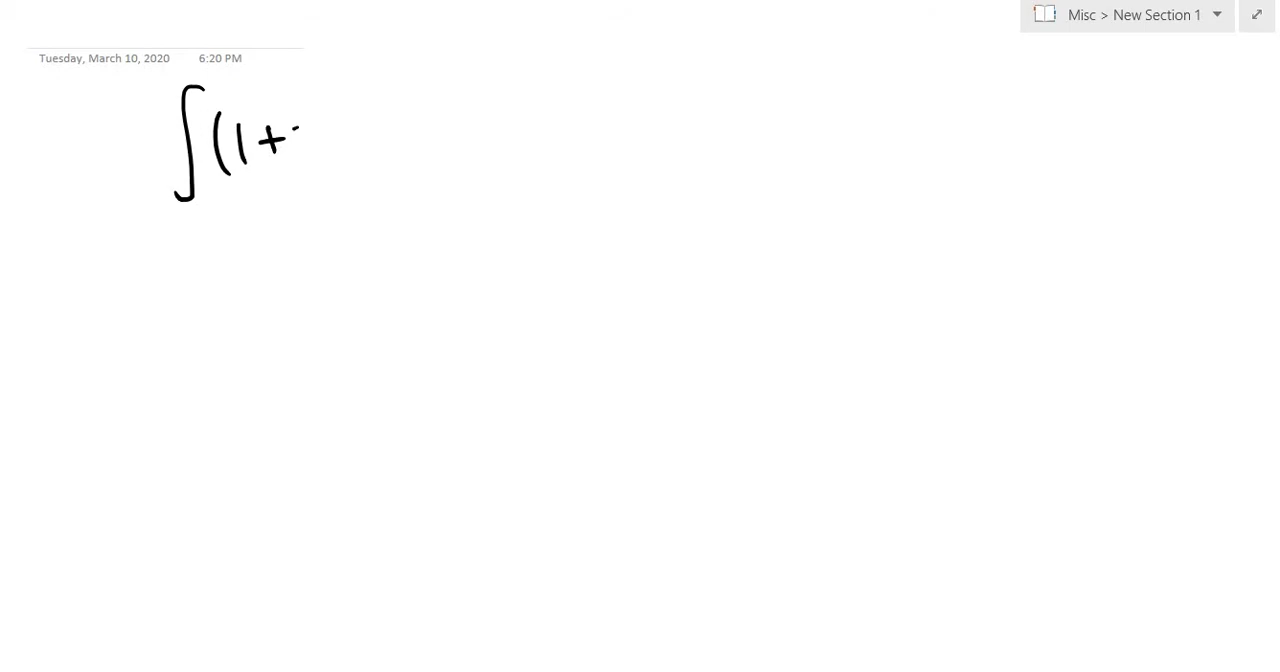 Misc > New Section 1
Tuesday, March 10, 2020 6:20 PM
∫(1+